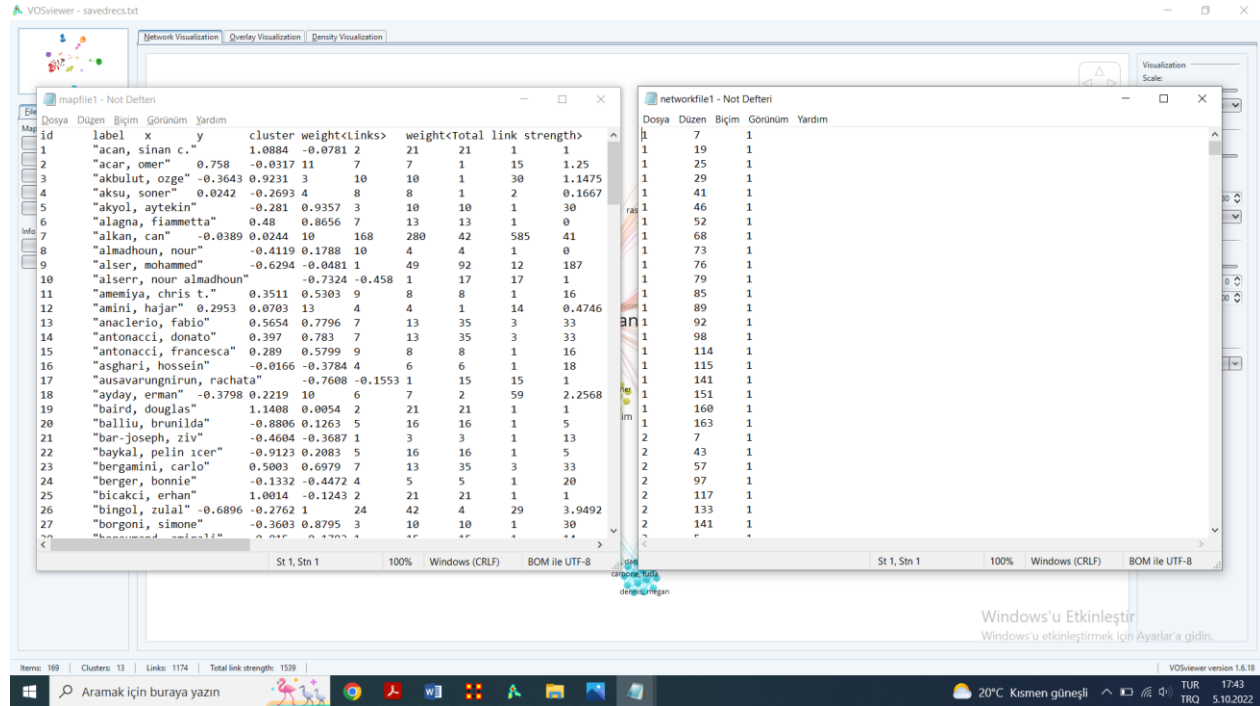 VOSviewer - savedrecs.txt
Network Visualization Overlay Visualization Density Visualization
Visualization
Scale:
File
Map
Info
mapfile1 - Not Defteri
Dosya Düzen Biçim Görünüm Yardım
id label x y cluster weight<Links> weight<Total link strength>
1 "acan, sinan c." 1.0884 -0.0781 2 21 21 1 1
2 "acar, omer" 0.758 -0.0317 11 7 7 1 15 1.25
3 "akbulut, ozge" -0.3643 0.9231 3 10 10 1 30 1.1475
4 "aksu, soner" 0.0242 -0.2693 4 8 8 1 2 0.1667
5 "akyol, aytekin" -0.281 0.9357 3 10 10 1 30
6 "alagna, fiammetta" 0.48 0.8656 7 13 13 1 0
7 "alkan, can" -0.0389 0.0244 10 168 280 42 585 41
8 "almadhoun, nour" -0.4119 0.1788 10 4 4 1 0
9 "alser, mohammed" -0.6294 -0.0481 1 49 92 12 187
10 "alserr, nour almadhoun" -0.7324 -0.458 1 17 17 1
11 "amemiya, chris t." 0.3511 0.5303 9 8 8 1 16
12 "amini, hajar" 0.2953 0.0703 13 4 4 1 14 0.4746
13 "anaclerio, fabio" 0.5654 0.7796 7 13 35 3 33
14 "antonacci, donato" 0.397 0.783 7 13 35 3 33
15 "antonacci, francesca" 0.289 0.5799 9 8 8 1 16
16 "asghari, hossein" -0.0166 -0.3784 4 6 6 1 18
17 "ausavarungnirun, rachata" -0.7608 -0.1553 1 15 15 1
18 "ayday, erman" -0.3798 0.2219 10 6 7 2 59 2.2568
19 "baird, douglas" 1.1408 0.0054 2 21 21 1 1
20 "balliu, brunilda" -0.8806 0.1263 5 16 16 1 5
21 "bar-joseph, ziv" -0.4604 -0.3687 1 3 3 1 13
22 "baykal, pelin ıcer" -0.9123 0.2083 5 16 16 1 5
23 "bergamini, carlo" 0.5003 0.6979 7 13 35 3 33
24 "berger, bonnie" -0.1332 -0.4472 4 5 5 1 20
25 "bicakci, erhan" 1.0014 -0.1243 2 21 21 1 1
26 "bingol, zulal" -0.6896 -0.2762 1 24 42 4 29 3.9492
27 "borgoni, simone" -0.3603 0.8795 3 10 10 1 30
St 1, Stn 1 100% Windows (CRLF) BOM ile UTF-8
networkfile1 - Not Defteri
Dosya Düzen Biçim Görünüm Yardım
1 7 1
1 19 1
1 25 1
1 29 1
1 41 1
1 46 1
1 52 1
1 68 1
1 73 1
1 76 1
1 79 1
1 85 1
1 89 1
1 92 1
1 98 1
1 114 1
1 115 1
1 141 1
1 151 1
1 160 1
1 163 1
2 7 1
2 43 1
2 57 1
2 97 1
2 117 1
2 133 1
2 141 1
St 1, Stn 1 100% Windows (CRLF) BOM ile UTF-8
ras
an
im
dennis, megan
Windows'u Etkinleştir
Windows'u etkinleştirmek için Ayarlar'a gidin.
Items: 169 Clusters: 13 Links: 1174 Total link strength: 1539
VOSviewer version 1.6.18
Aramak için buraya yazın
20°C Kısmen güneşli
TUR 17:43
TRQ 5.10.2022